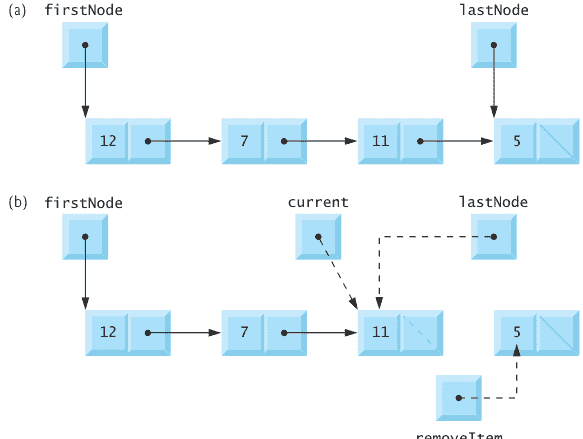 (a) firstNode lastNode
12 7 11 5
(b) firstNode current lastNode
12 7 11 5
removeItem